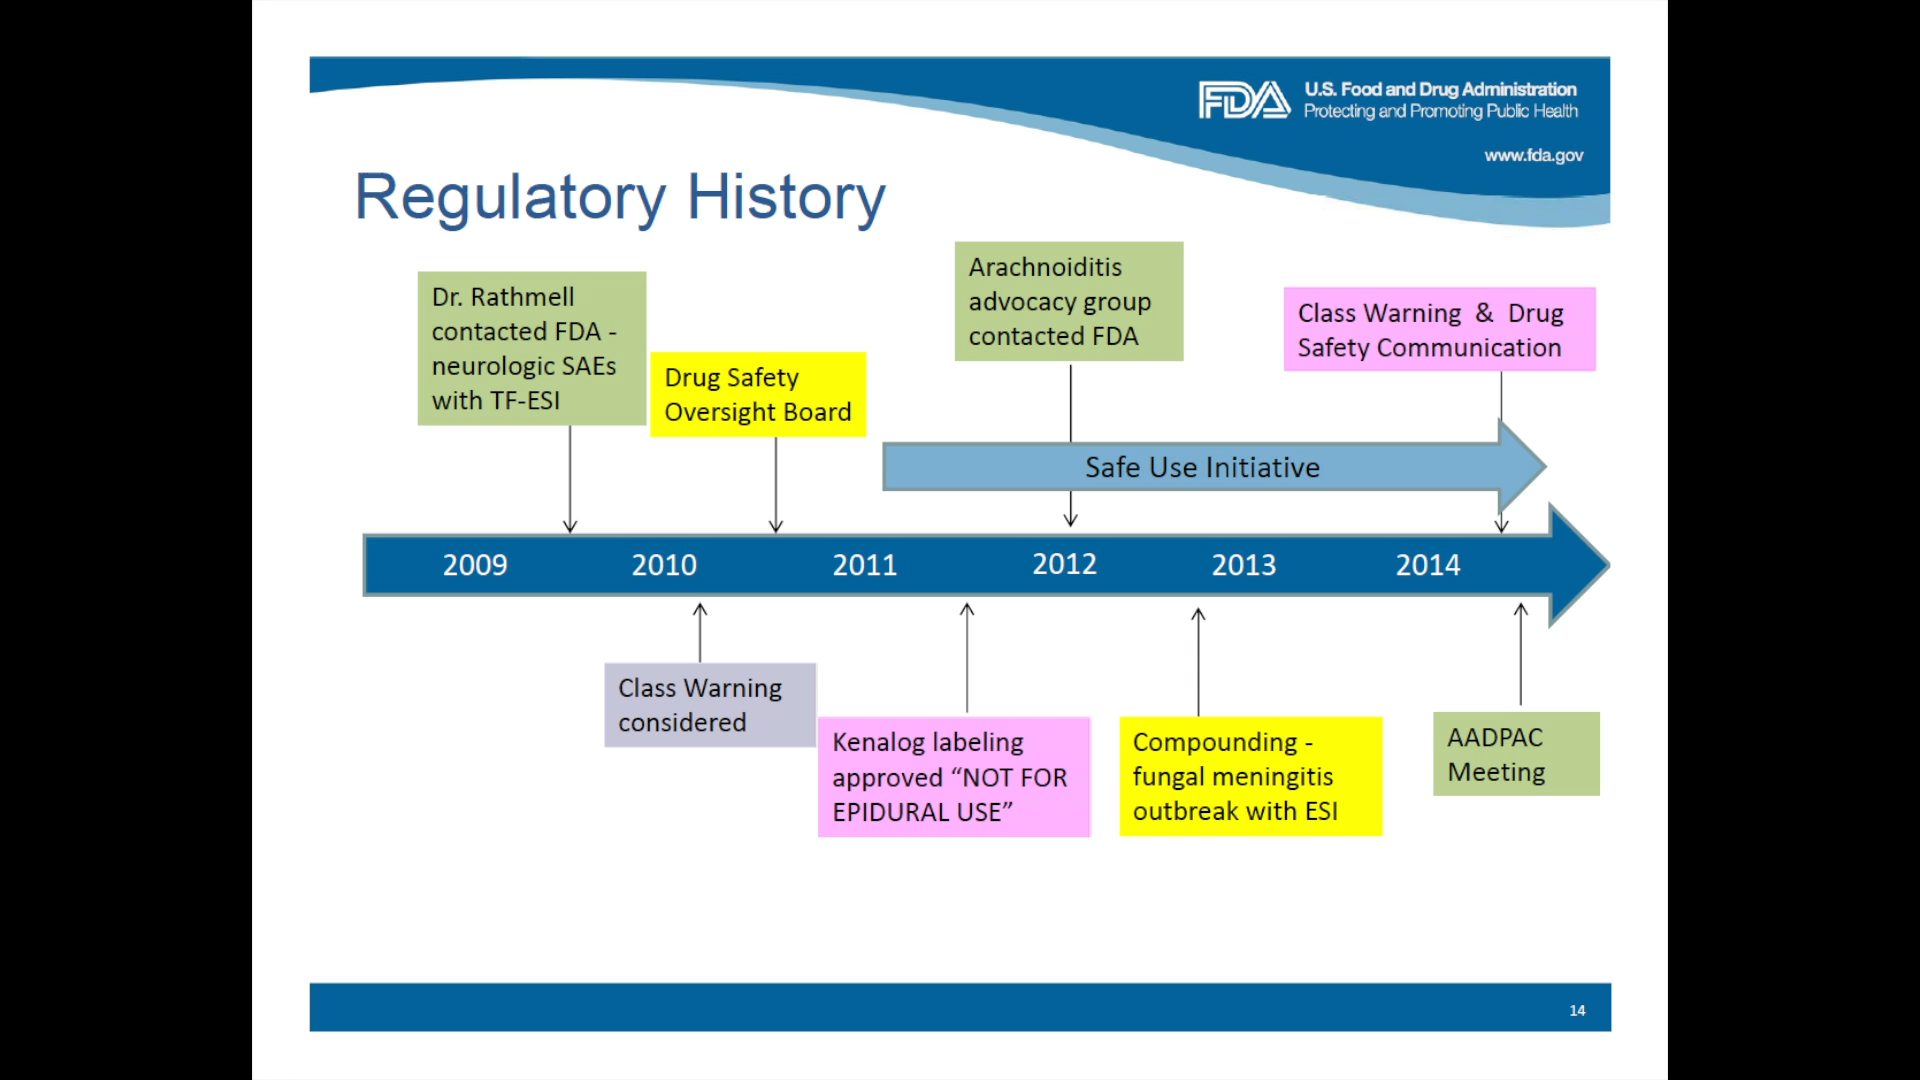 FDA
U.S. Food and Drug Administration
Protecting and Promoting Public Health
www.fda.gov
Regulatory History
Dr. Rathmell
contacted FDA -
neurologic SAEs
with TF-ESI
Drug Safety
Oversight Board
Arachnoiditis
advocacy group
contacted FDA
Class Warning & Drug
Safety Communication
Safe Use Initiative
2009 2010 2011 2012 2013 2014
Class Warning
considered
Kenalog labeling
approved “NOT FOR
EPIDURAL USE”
Compounding -
fungal meningitis
outbreak with ESI
AADPAC
Meeting
14